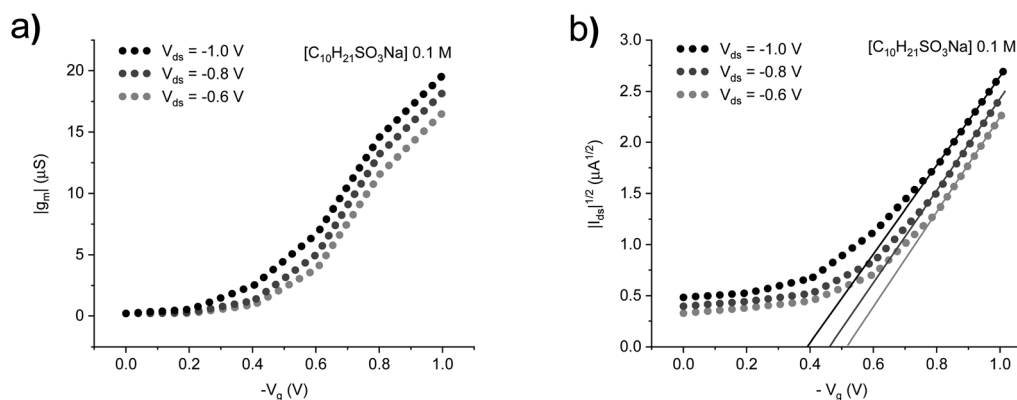 a)
V_ds = -1.0 V
V_ds = -0.8 V
V_ds = -0.6 V
[C₁₀H₂₁SO₃Na] 0.1 M
|g_m| (μS)
20
15
10
5
0
0.0 0.2 0.4 0.6 0.8 1.0
-V_g (V)
b)
V_ds = -1.0 V
V_ds = -0.8 V
V_ds = -0.6 V
[C₁₀H₂₁SO₃Na] 0.1 M
|I_ds|^1/2 (μA^1/2)
3.0
2.5
2.0
1.5
1.0
0.5
0.0
0.0 0.2 0.4 0.6 0.8 1.0
- V_g (V)